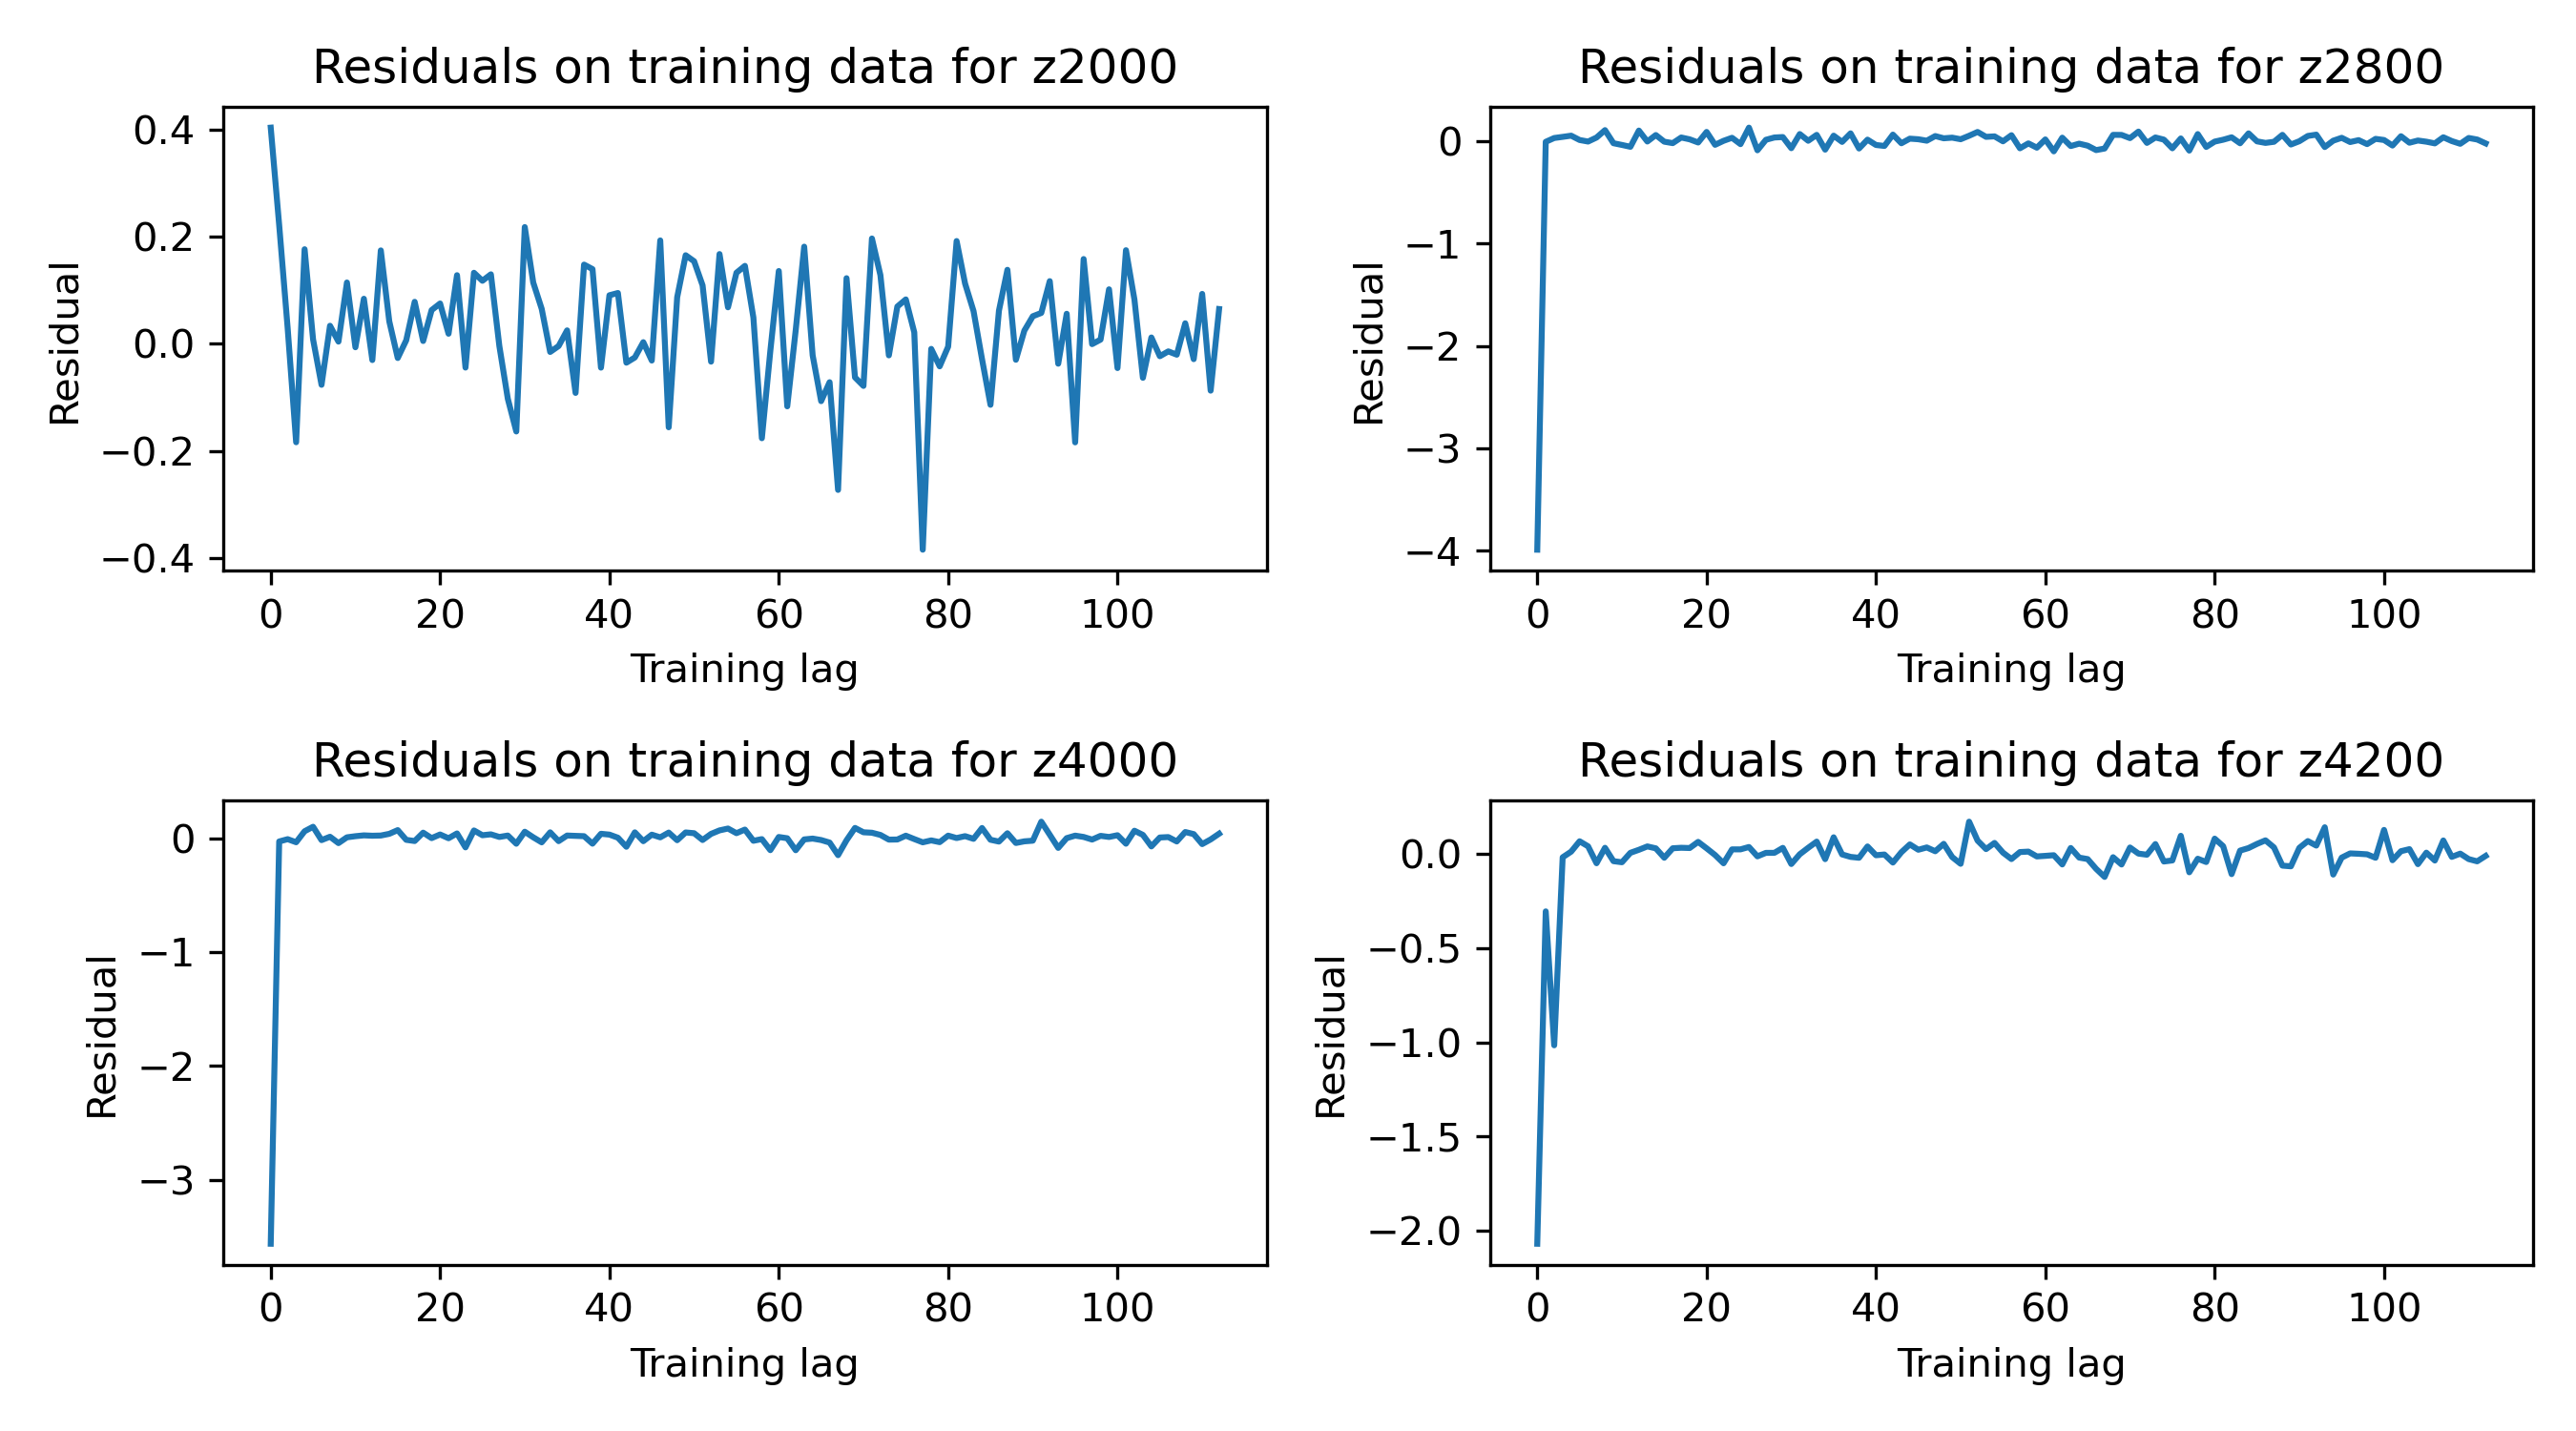 Residuals on training data for z2000
0.4
0.2
0.0
−0.2
−0.4
Residual
0 20 40 60 80 100
Training lag
Residuals on training data for z2800
0
−1
−2
−3
−4
Residual
0 20 40 60 80 100
Training lag
Residuals on training data for z4000
0
−1
−2
−3
Residual
0 20 40 60 80 100
Training lag
Residuals on training data for z4200
0.0
−0.5
−1.0
−1.5
−2.0
Residual
0 20 40 60 80 100
Training lag